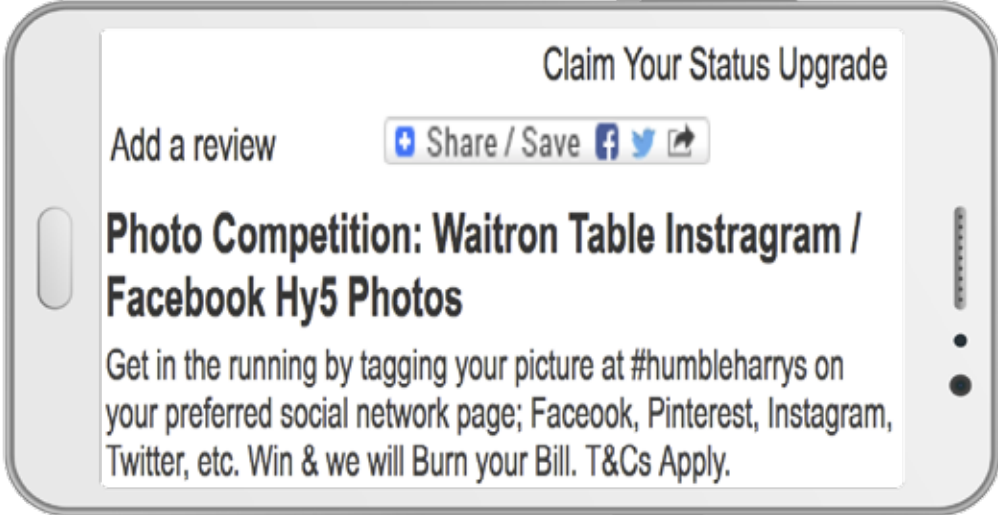 Claim Your Status Upgrade
Add a review
Share / Save
Photo Competition: Waitron Table Instragram /
Facebook Hy5 Photos
Get in the running by tagging your picture at #humbleharrys on
your preferred social network page; Faceook, Pinterest, Instagram,
Twitter, etc. Win & we will Burn your Bill. T&Cs Apply.